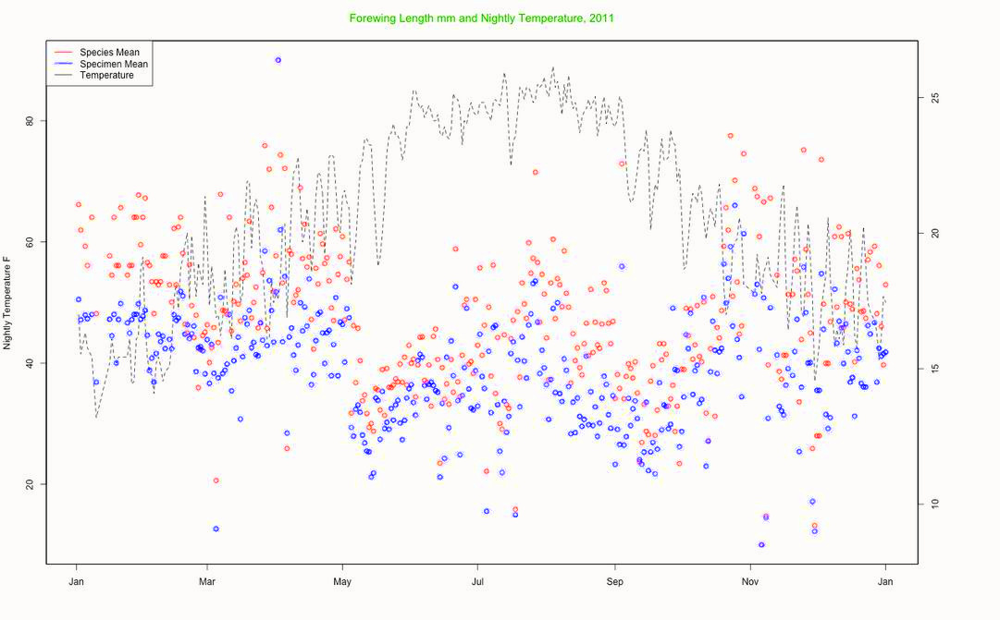 Forewing Length mm and Nightly Temperature, 2011
Species Mean
Specimen Mean
Temperature
Nightly Temperature F
80
60
40
20
25
20
15
10
Jan Mar May Jul Sep Nov Jan